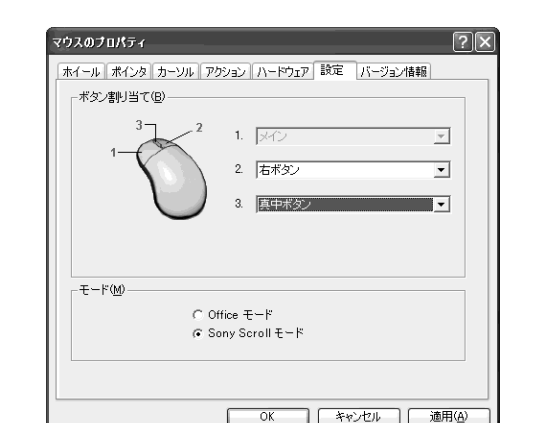 マウスのプロパティ
ホイール ポインタ カーソル アクション ハードウェア 設定 バージョン情報
ボタン割り当て(B)
3 2
1
1. メイン
2. 右ボタン
3. 真中ボタン
モード(M)
Office モード
Sony Scroll モード
OK キャンセル 適用(A)